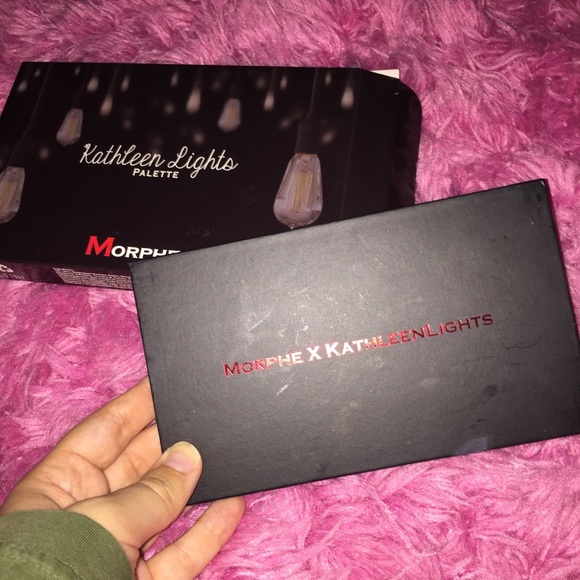 Kathleen Lights
PALETTE
MORPHE
MORPHE X KATHLEENLIGHTS